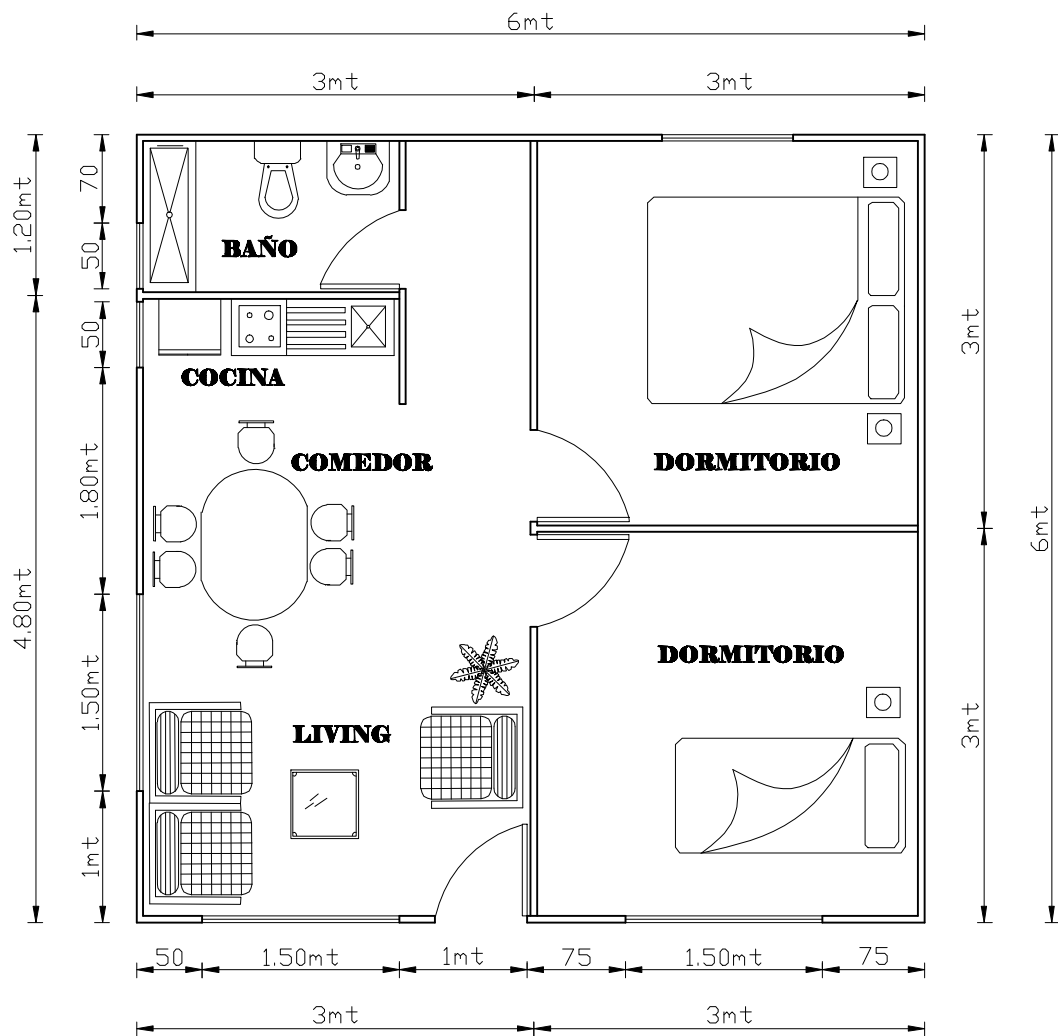 6mt
3mt 3mt
1.20mt
70
50
BAÑO
50
3mt
COCINA
COMEDOR
DORMITORIO
1.80mt
6mt
4.80mt
DORMITORIO
1.50mt
LIVING
3mt
1mt
50 1.50mt 1mt 75 1.50mt 75
3mt 3mt